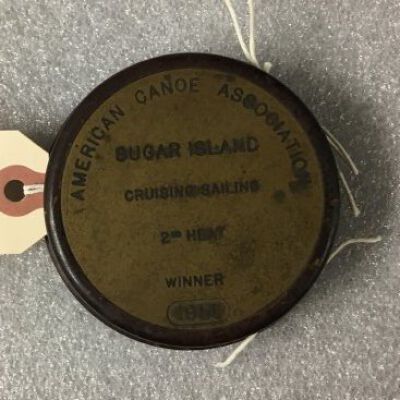 AMERICAN CANOE ASSOCIATION
SUGAR ISLAND
CRUISING SAILING
2ND HEAT
WINNER